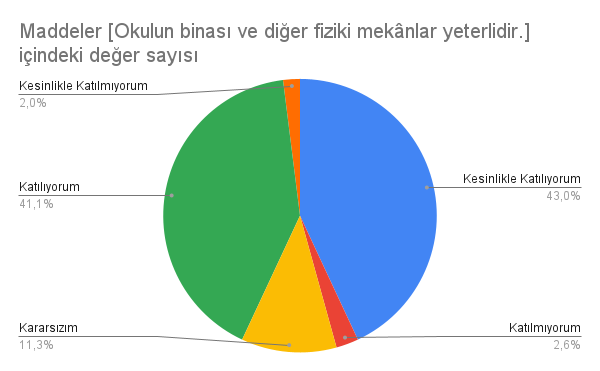 Maddeler [Okulun binası ve diğer fiziki mekânlar yeterlidir.]
içindeki değer sayısı
Kesinlikle Katılmıyorum
2,0%
Kesinlikle Katılıyorum
43,0%
Katılıyorum
41,1%
Kararsızım
11,3%
Katılmıyorum
2,6%